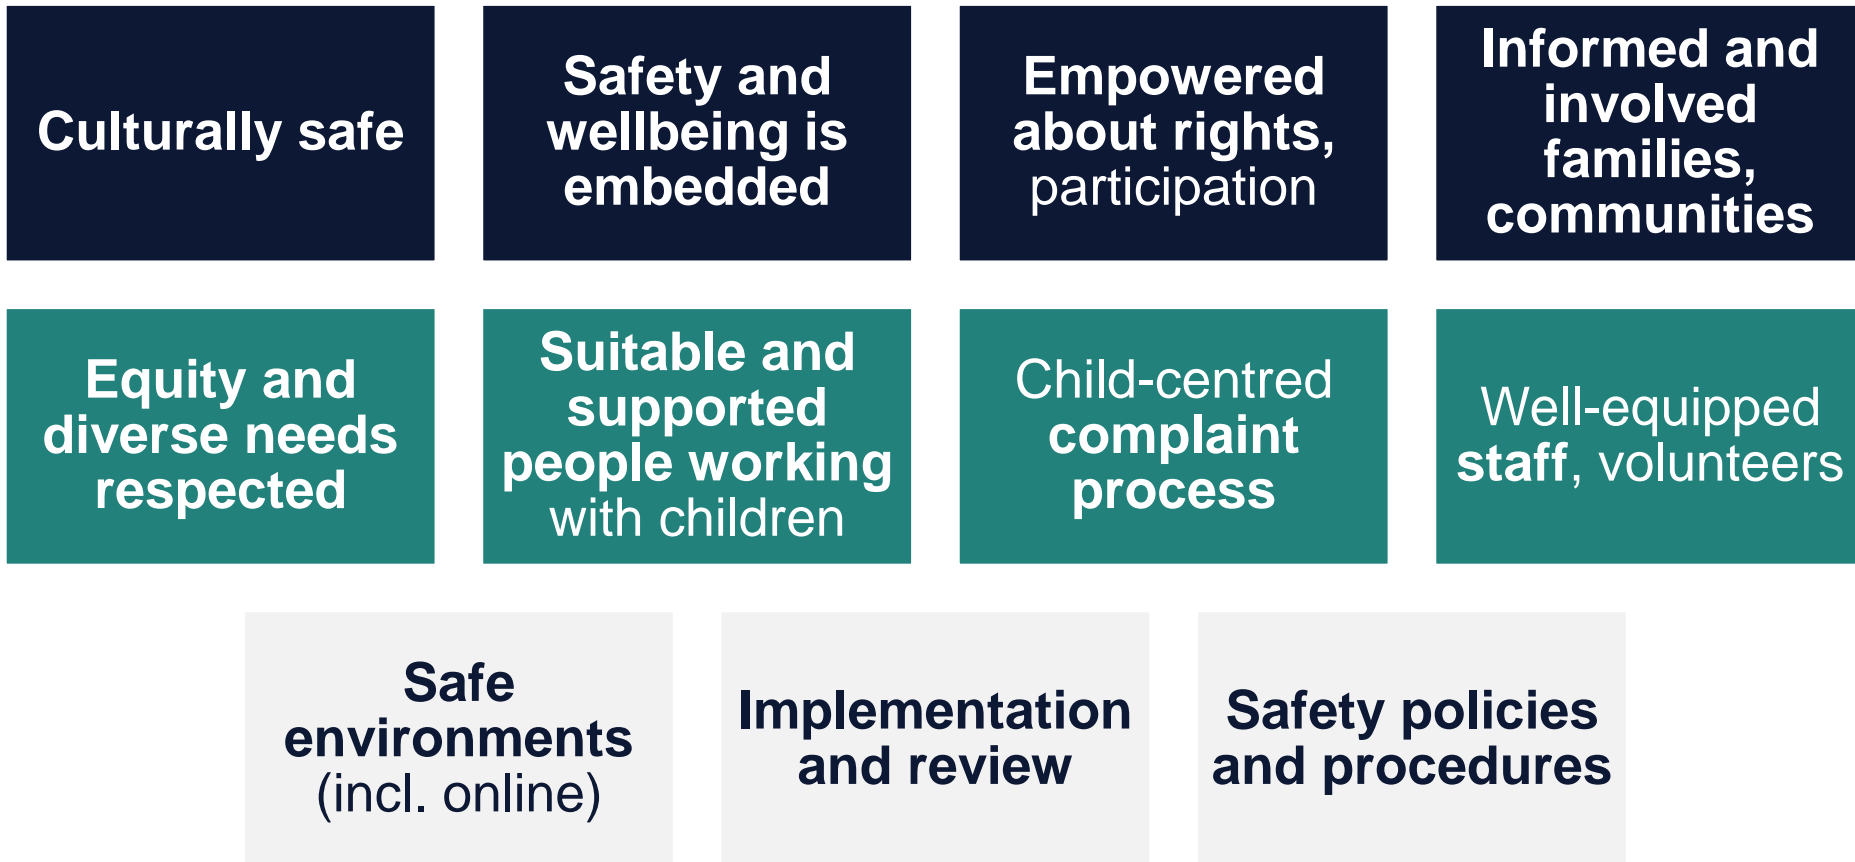 Culturally safe
Safety and
wellbeing is
embedded
Empowered
about rights,
participation
Informed and
involved
families,
communities
Equity and
diverse needs
respected
Suitable and
supported
people working
with children
Child-centred
complaint
process
Well-equipped
staff, volunteers
Safe
environments
(incl. online)
Implementation
and review
Safety policies
and procedures